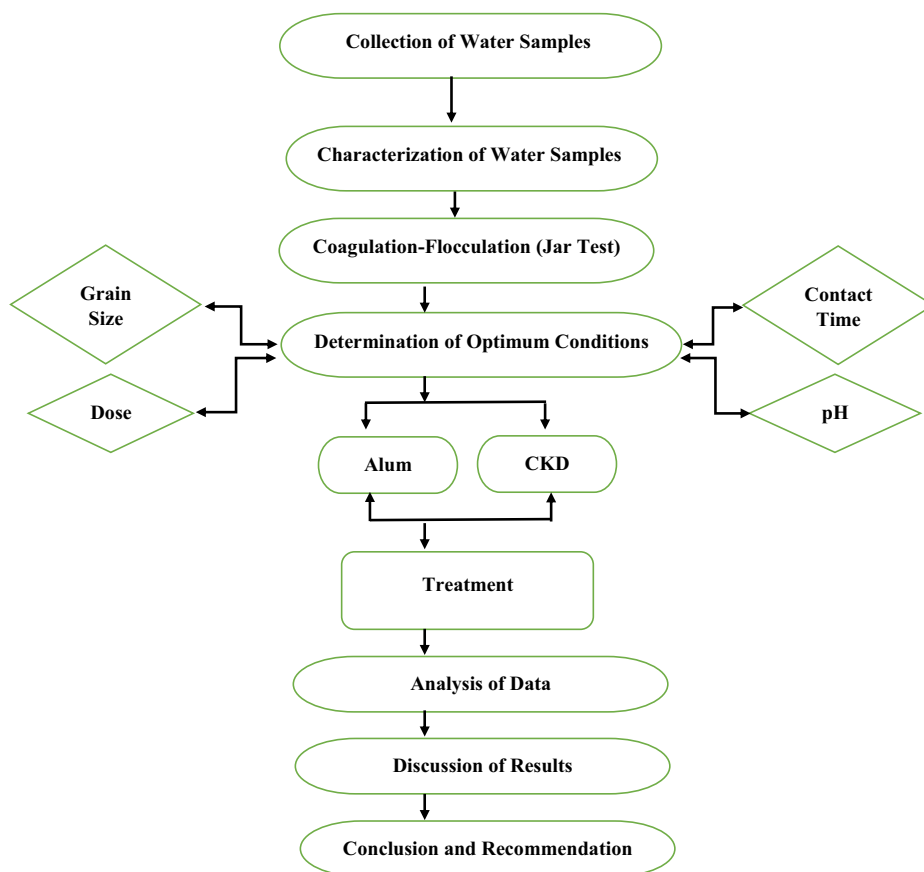 Collection of Water Samples
Characterization of Water Samples
Coagulation-Flocculation (Jar Test)
Grain
Size
Contact
Time
Determination of Optimum Conditions
Dose
pH
Alum
CKD
Treatment
Analysis of Data
Discussion of Results
Conclusion and Recommendation